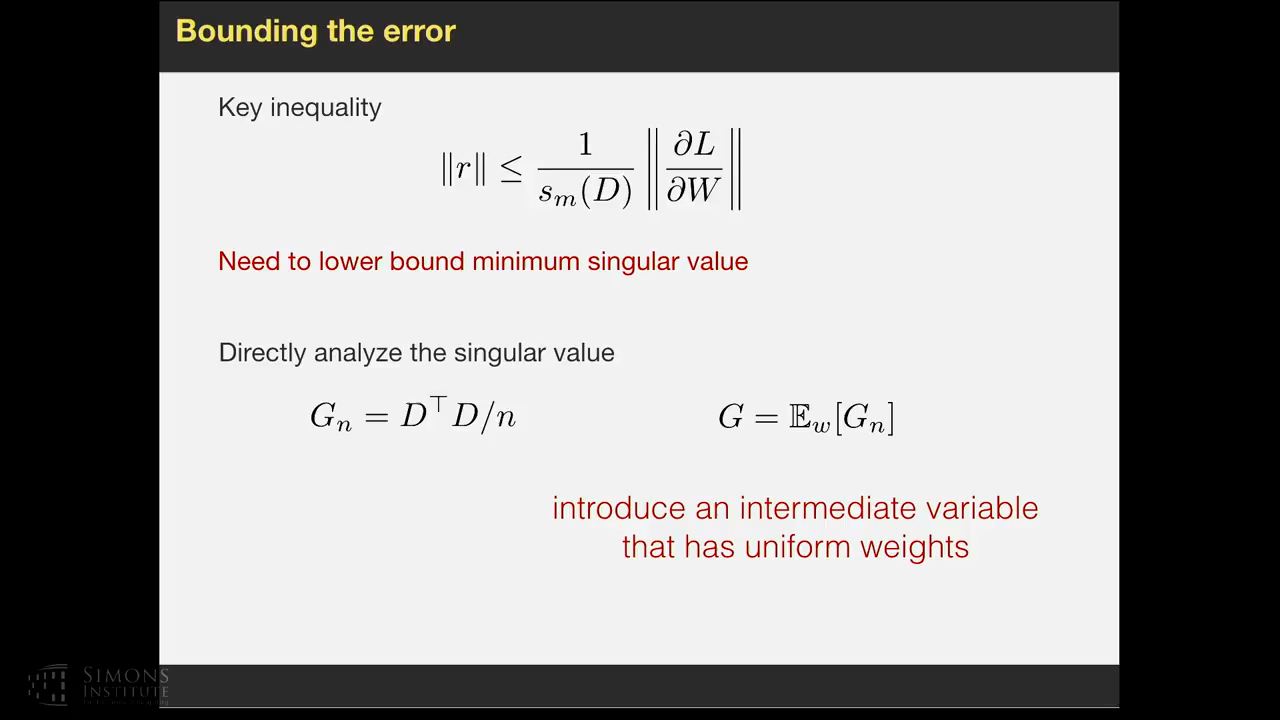 Bounding the error
Key inequality
‖r‖ ≤ 1/s_m(D) ‖∂L/∂W‖
Need to lower bound minimum singular value
Directly analyze the singular value
G_n = D^⊤D/n
G = 𝔼_w[G_n]
introduce an intermediate variable
that has uniform weights
SIMONS
INSTITUTE